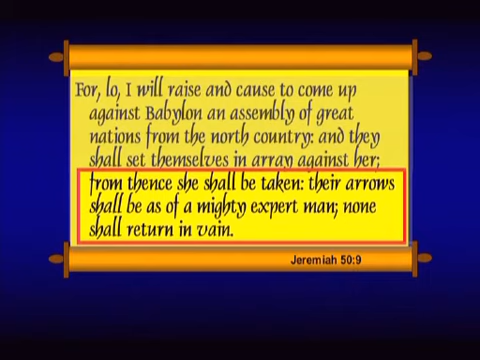 For, lo, I will raise and cause to come up
against Babylon an assembly of great
nations from the north country: and they
shall set themselves in array against her;
from thence she shall be taken: their arrows
shall be as of a mighty expert man; none
shall return in vain.
Jeremiah 50:9